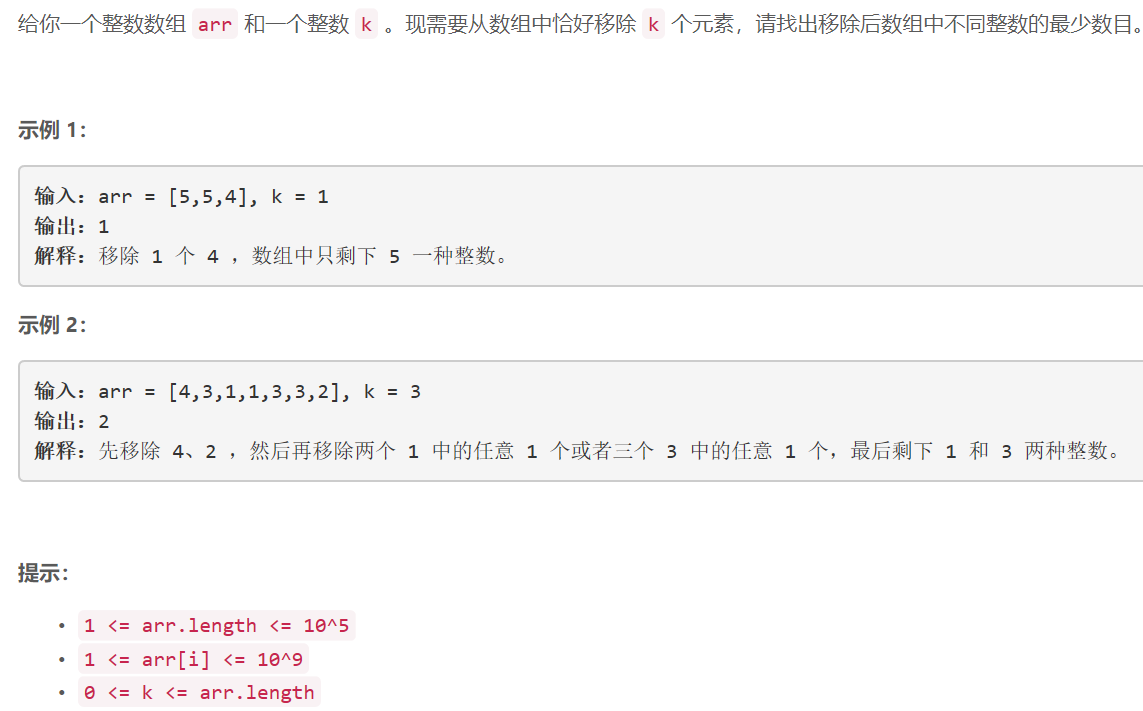 给你一个整数数组 arr 和一个整数 k 。现需要从数组中恰好移除 k 个元素，请找出移除后数组中不同整数的最少数目。
示例 1：
输入：arr = [5,5,4], k = 1
输出：1
解释：移除 1 个 4 ，数组中只剩下 5 一种整数。
示例 2：
输入：arr = [4,3,1,1,3,3,2], k = 3
输出：2
解释：先移除 4、2 ，然后再移除两个 1 中的任意 1 个或者三个 3 中的任意 1 个，最后剩下 1 和 3 两种整数。
提示：
• 1 <= arr.length <= 10^5
• 1 <= arr[i] <= 10^9
• 0 <= k <= arr.length